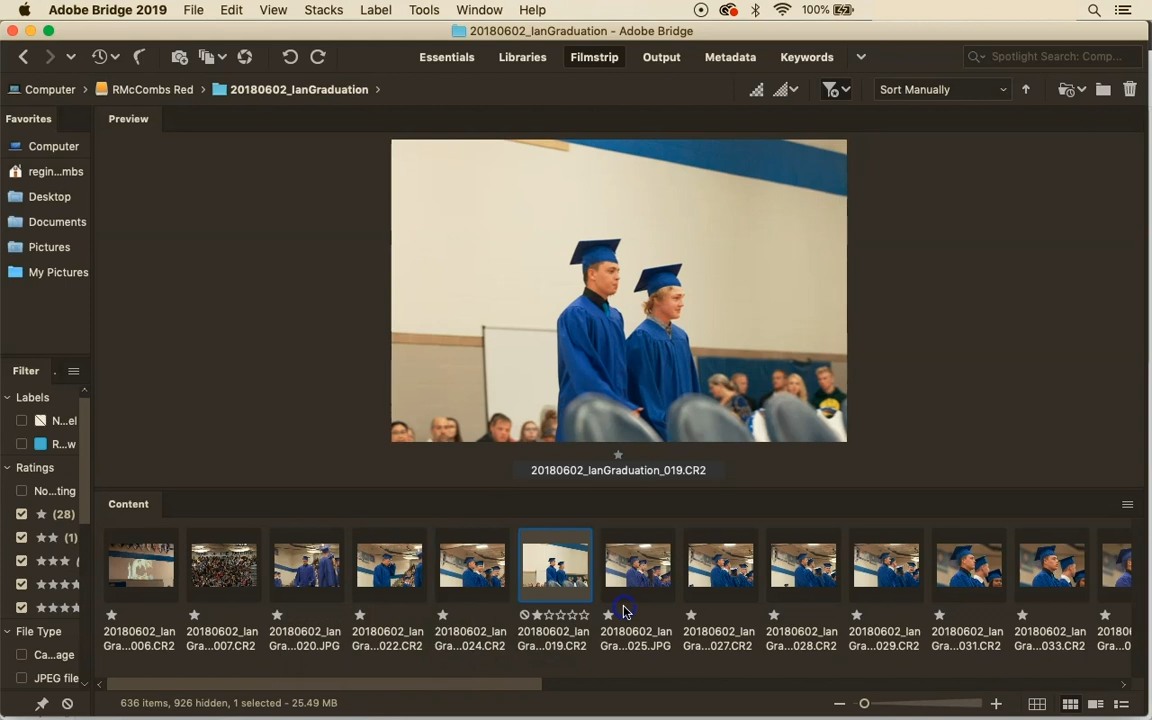 Adobe Bridge 2019 File Edit View Stacks Label Tools Window Help 100%
20180602_IanGraduation - Adobe Bridge
Essentials Libraries Filmstrip Output Metadata Keywords Spotlight Search: Comp...
Computer RMcCombs Red 20180602_IanGraduation Sort Manually
Favorites Preview
Computer
regin...mbs
Desktop
Documents
Pictures
My Pictures
Filter
Labels
N...el
R...w
Ratings
No...ting
(28)
(1)
File Type
Ca...age
JPEG file
20180602_IanGraduation_019.CR2
Content
20180602_Ian 20180602_Ian 20180602_Ian 20180602_Ian 20180602_Ian 20180602_Ian 20180602_Ian 20180602_Ian 20180602_Ian 20180602_Ian 20180602_Ian 20180602_Ian
Gra...006.CR2 Gra...007.CR2 Gra...020.JPG Gra...022.CR2 Gra...024.CR2 Gra...019.CR2 Gra...025.JPG Gra...027.CR2 Gra...028.CR2 Gra...029.CR2 Gra...031.CR2 Gra...033.CR2
636 items, 926 hidden, 1 selected - 25.49 MB